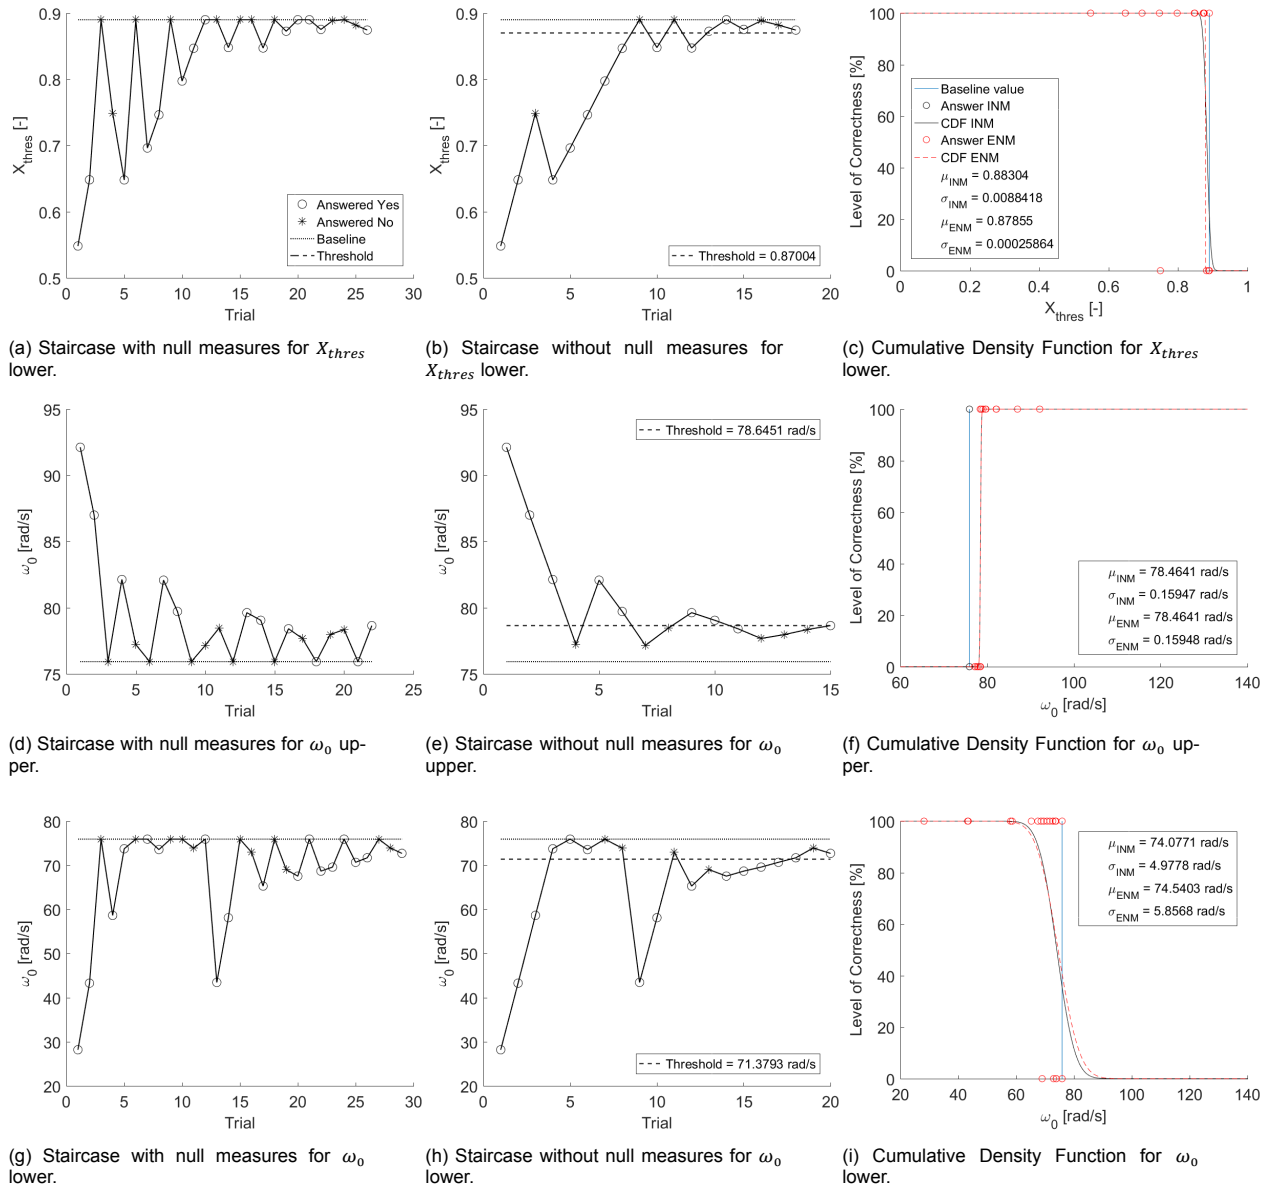 0.9
0.8
0.7
0.6
0.5
X_thres [-]
0 5 10 15 20 25 30
Trial
Answered Yes
Answered No
Baseline
Threshold
(a) Staircase with null measures for X_thres
lower.
0.9
0.8
0.7
0.6
0.5
X_thres [-]
0 5 10 15 20
Trial
Threshold = 0.87004
(b) Staircase without null measures for
X_thres lower.
100
80
60
40
20
0
Level of Correctness [%]
0 0.2 0.4 0.6 0.8 1
X_thres [-]
Baseline value
Answer INM
CDF INM
Answer ENM
CDF ENM
μ_INM = 0.88304
σ_INM = 0.0088418
μ_ENM = 0.87855
σ_ENM = 0.00025864
(c) Cumulative Density Function for X_thres
lower.
95
90
85
80
75
ω_0 [rad/s]
0 5 10 15 20 25
Trial
(d) Staircase with null measures for ω_0 up-
per.
95
90
85
80
75
ω_0 [rad/s]
0 5 10 15
Trial
Threshold = 78.6451 rad/s
(e) Staircase without null measures for ω_0
upper.
100
80
60
40
20
0
Level of Correctness [%]
60 80 100 120 140
ω_0 [rad/s]
μ_INM = 78.4641 rad/s
σ_INM = 0.15947 rad/s
μ_ENM = 78.4641 rad/s
σ_ENM = 0.15948 rad/s
(f) Cumulative Density Function for ω_0 up-
per.
80
70
60
50
40
30
20
ω_0 [rad/s]
0 5 10 15 20 25 30
Trial
(g) Staircase with null measures for ω_0
lower.
80
70
60
50
40
30
20
ω_0 [rad/s]
0 5 10 15 20
Trial
Threshold = 71.3793 rad/s
(h) Staircase without null measures for ω_0
lower.
100
80
60
40
20
0
Level of Correctness [%]
20 40 60 80 100 120 140
ω_0 [rad/s]
μ_INM = 74.0771 rad/s
σ_INM = 4.9778 rad/s
μ_ENM = 74.5403 rad/s
σ_ENM = 5.8568 rad/s
(i) Cumulative Density Function for ω_0
lower.